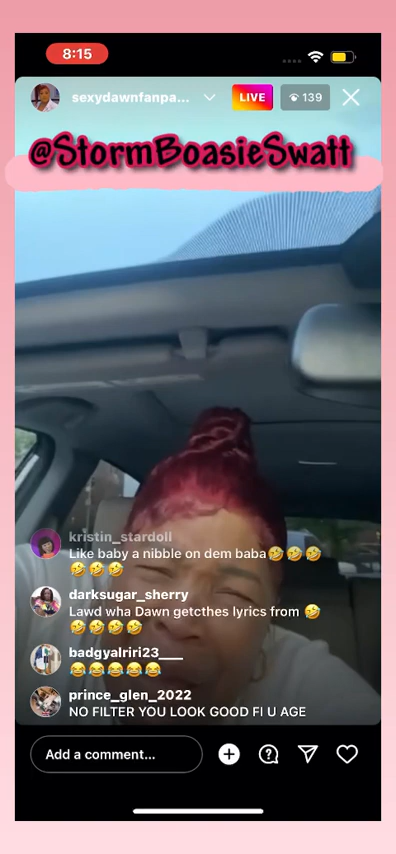 8:15
sexydawnfanpa...
LIVE
139
@StormBoasieSwatt
kristin_stardoll
Like baby a nibble on dem baba🤣🤣🤣
🤣🤣🤣
darksugar_sherry
Lawd wha Dawn getcthes lyrics from 🤣
🤣🤣🤣🤣
badgyalriri23___
😂😂😂😂😂
prince_glen_2022
NO FILTER YOU LOOK GOOD FI U AGE
Add a comment...